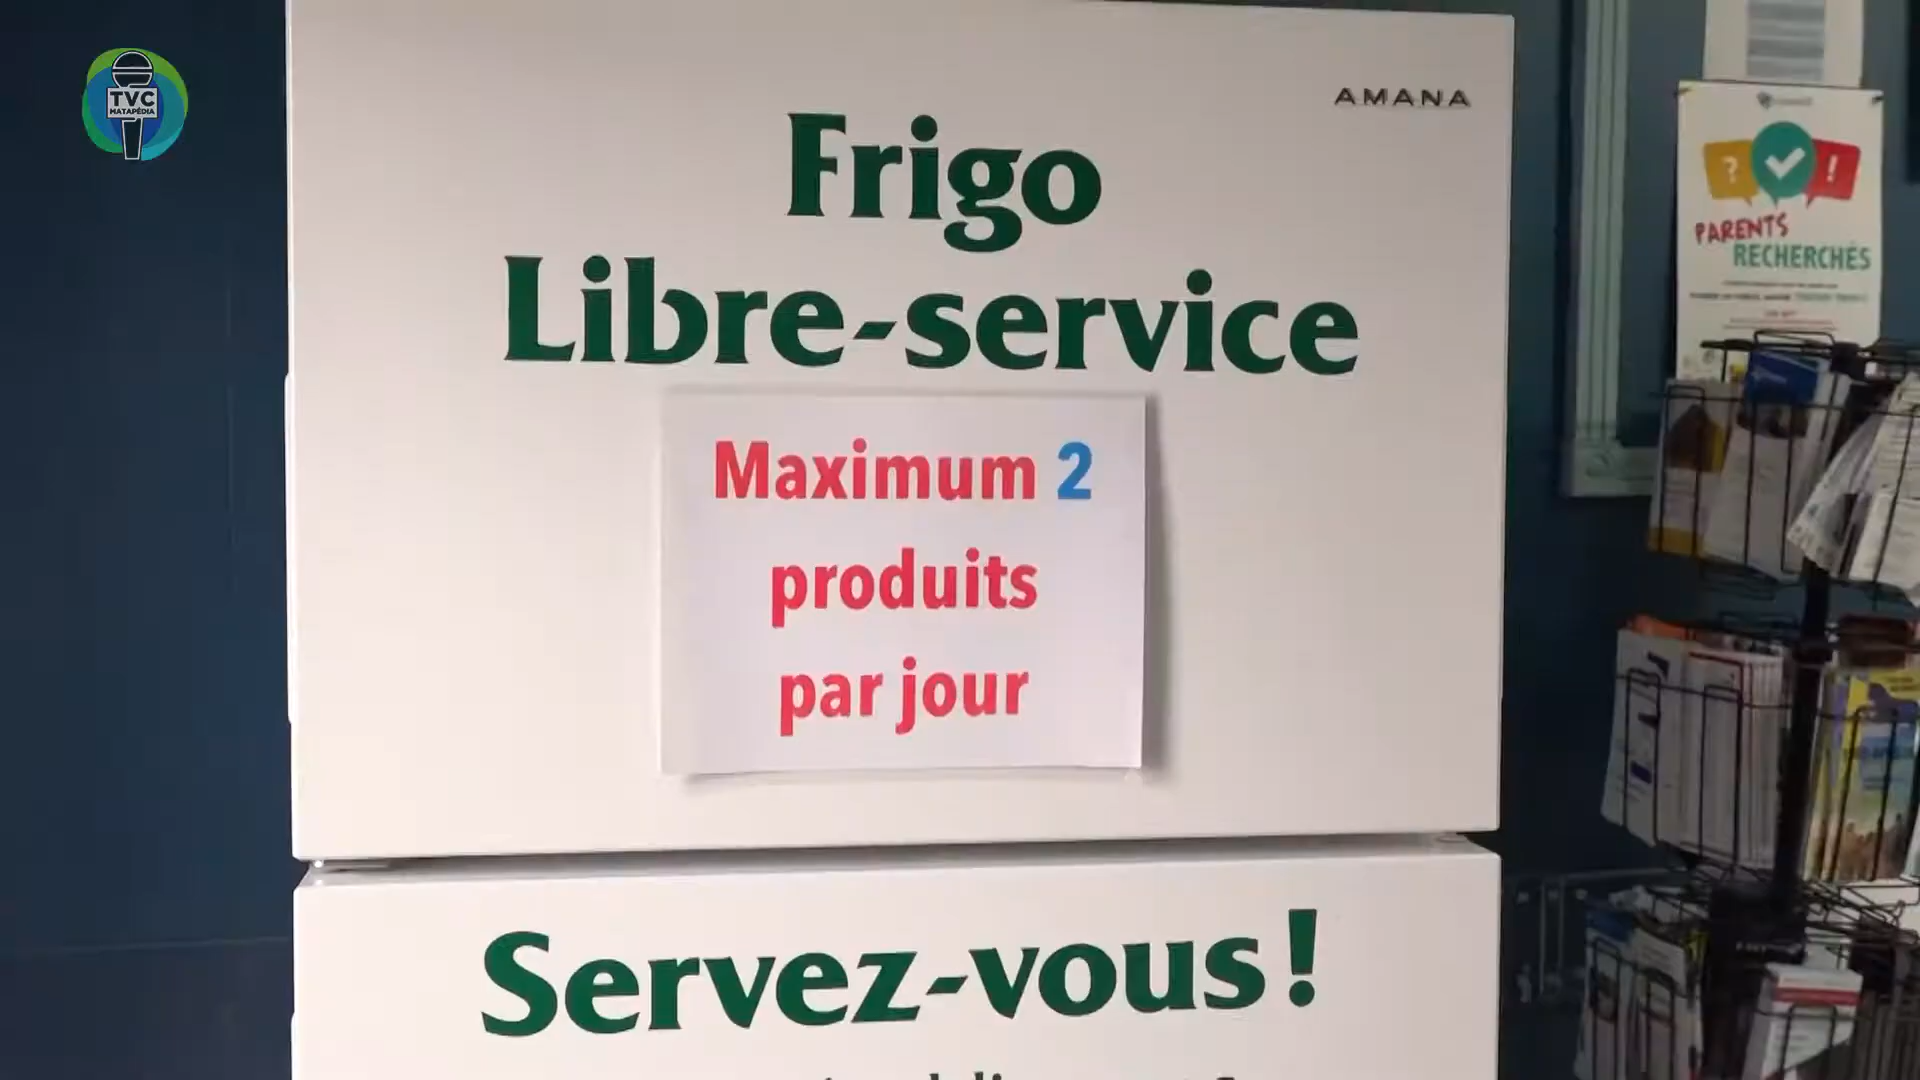 TVC
MATAPÉDIA
AMANA
Frigo
Libre-service
Maximum 2
produits
par jour
Servez-vous!
?
!
PARENTS
RECHERCHÉS